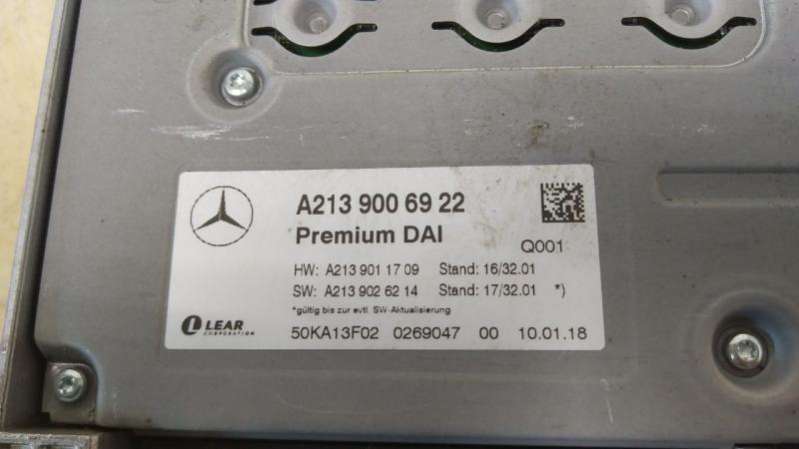 A213 900 69 22
Premium DAI
Q001
HW: A213 901 17 09 Stand: 16/32.01
SW: A213 902 62 14 Stand: 17/32.01 *)
*gültig bis zur evtl. SW-Aktualisierung
LEAR
CORPORATION
50KA13F02 0269047 00 10.01.18